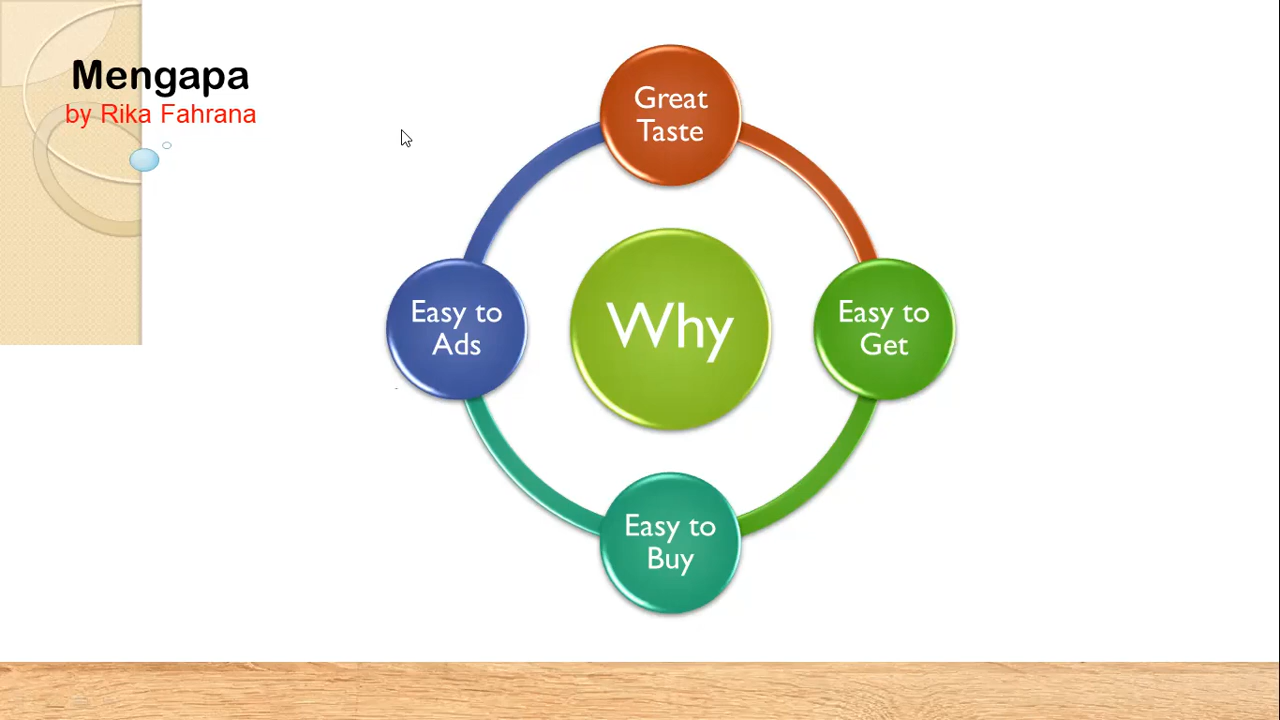 Mengapa
by Rika Fahrana
Great
Taste
Easy to
Ads
Why
Easy to
Get
Easy to
Buy